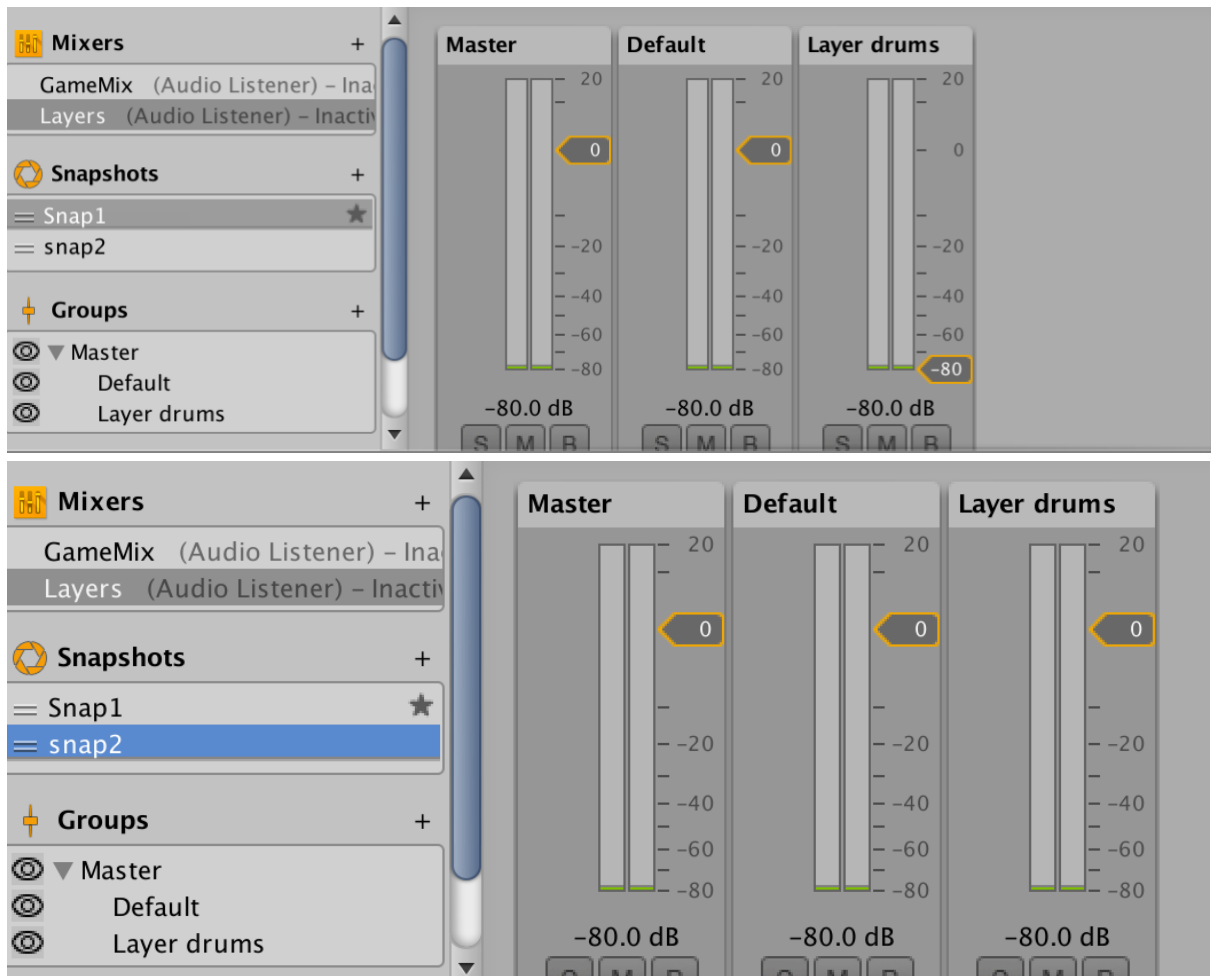 Mixers +
GameMix (Audio Listener) – Ina
Layers (Audio Listener) – Inactiv
Snapshots +
Snap1
snap2
Groups +
Master
Default
Layer drums
Master
20
0
-20
-40
-60
-80
-80.0 dB
S M B
Default
20
0
-20
-40
-60
-80
-80.0 dB
S M B
Layer drums
20
0
-20
-40
-60
-80
-80
-80.0 dB
S M B
Mixers +
GameMix (Audio Listener) – Ina
Layers (Audio Listener) – Inactiv
Snapshots +
Snap1
snap2
Groups +
Master
Default
Layer drums
Master
20
0
-20
-40
-60
-80
-80.0 dB
Default
20
0
-20
-40
-60
-80
-80.0 dB
Layer drums
20
0
-20
-40
-60
-80
-80.0 dB